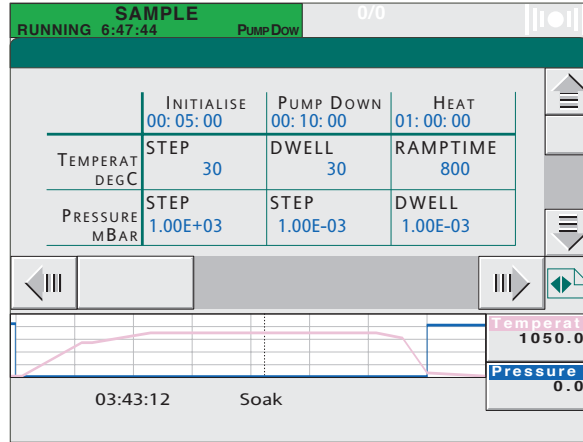 SAMPLE 0/0
RUNNING 6:47:44 PUMP DOW
INITIALISE PUMP DOWN HEAT
00: 05: 00 00: 10: 00 01: 00: 00
TEMPERAT STEP DWELL RAMPTIME
DEGC 30 30 800
PRESSURE STEP STEP DWELL
MBAR 1.00E+03 1.00E-03 1.00E-03
Temperat
1050.0
Pressure
0.0
03:43:12 Soak